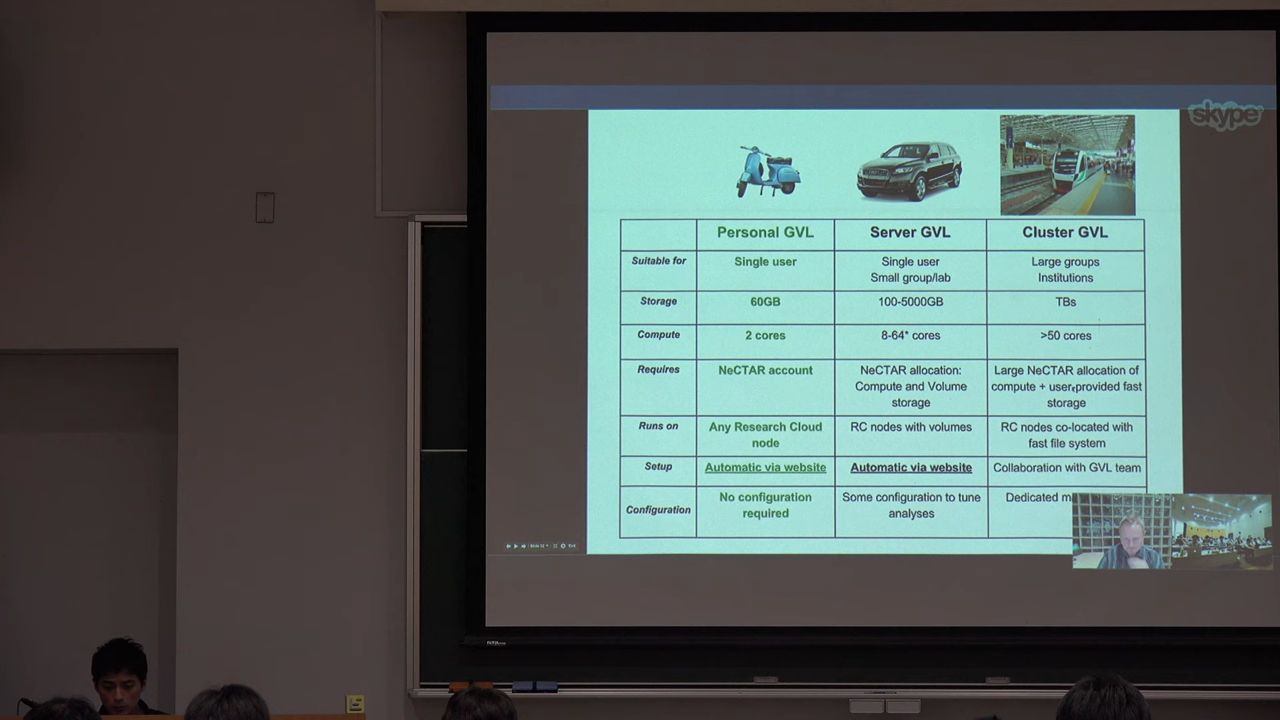 skype
Personal GVL Server GVL Cluster GVL
Suitable for Single user Single user Large groups
Small group/lab Institutions
Storage 60GB 100-5000GB TBs
Compute 2 cores 8-64* cores >50 cores
Requires NeCTAR account NeCTAR allocation: Large NeCTAR allocation of
Compute and Volume compute + user-provided fast
storage storage
Runs on Any Research Cloud RC nodes with volumes RC nodes co-located with
node fast file system
Setup Automatic via website Automatic via website Collaboration with GVL team
Configuration No configuration Some configuration to tune Dedicated
required analyses